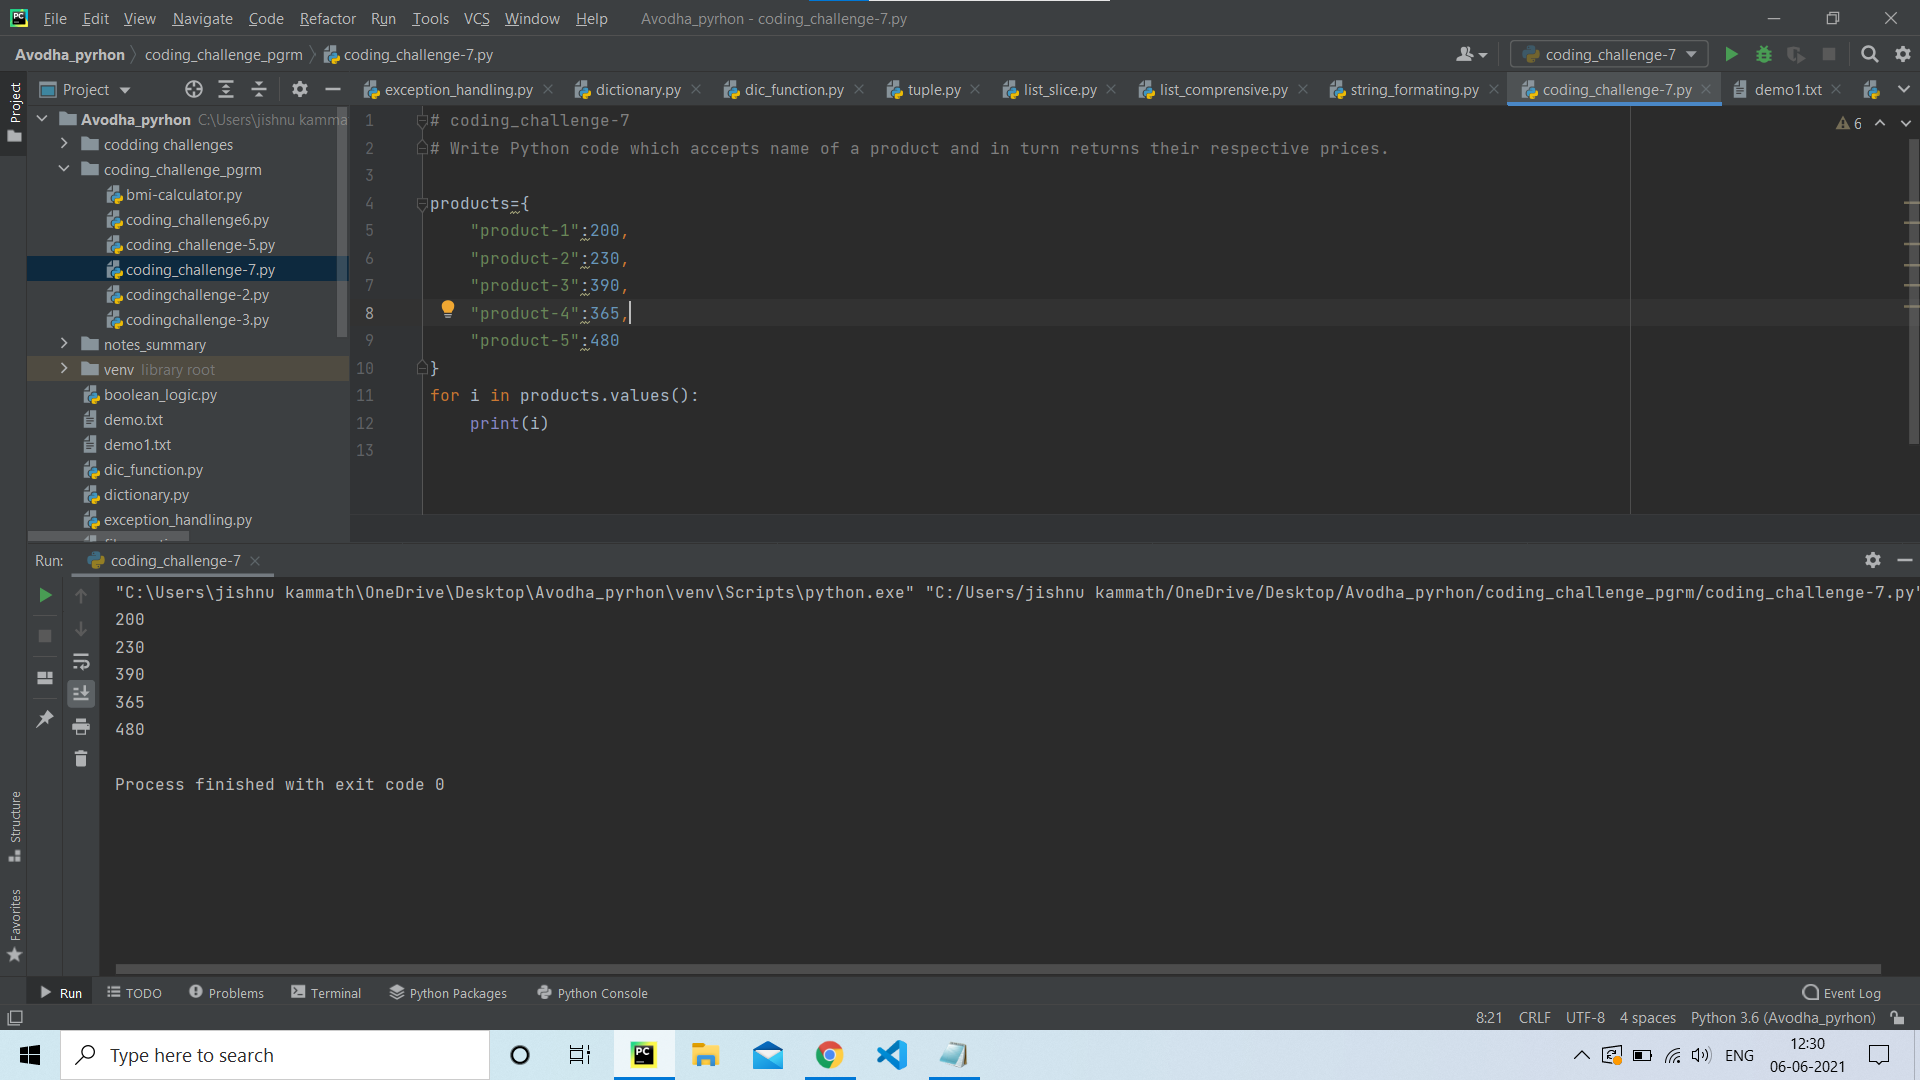 File Edit View Navigate Code Refactor Run Tools VCS Window Help Avodha_pyrhon - coding_challenge-7.py
Avodha_pyrhon coding_challenge_pgrm coding_challenge-7.py coding_challenge-7
Project
Project exception_handling.py dictionary.py dic_function.py tuple.py list_slice.py list_comprensive.py string_formating.py coding_challenge-7.py demo1.txt
Avodha_pyrhon C:\Users\jishnu kamma
codding challenges
coding_challenge_pgrm
bmi-calculator.py
coding_challenge6.py
coding_challenge-5.py
coding_challenge-7.py
codingchallenge-2.py
codingchallenge-3.py
notes_summary
venv library root
boolean_logic.py
demo.txt
demo1.txt
dic_function.py
dictionary.py
exception_handling.py
6
1 # coding_challenge-7
2 # Write Python code which accepts name of a product and in turn returns their respective prices.
3
4 products={
5 "product-1":200,
6 "product-2":230,
7 "product-3":390,
8 "product-4":365,
9 "product-5":480
10 }
11 for i in products.values():
12 print(i)
13
Run: coding_challenge-7
"C:\Users\jishnu kammath\OneDrive\Desktop\Avodha_pyrhon\venv\Scripts\python.exe" "C:/Users/jishnu kammath/OneDrive/Desktop/Avodha_pyrhon/coding_challenge_pgrm/coding_challenge-7.py"
200
230
390
365
480
Process finished with exit code 0
Structure
Favorites
Run TODO Problems Terminal Python Packages Python Console Event Log
8:21 CRLF UTF-8 4 spaces Python 3.6 (Avodha_pyrhon)
Type here to search PC ENG 12:30
06-06-2021